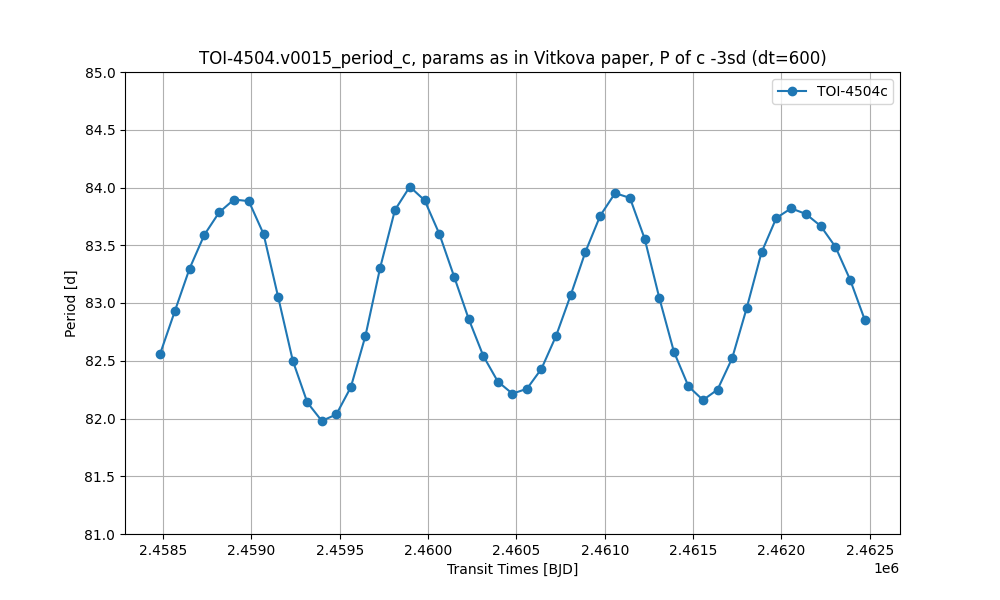 TOI-4504.v0015_period_c, params as in Vitkova paper, P of c -3sd (dt=600)
TOI-4504c
Period [d]
85.0
84.5
84.0
83.5
83.0
82.5
82.0
81.5
81.0
2.4585 2.4590 2.4595 2.4600 2.4605 2.4610 2.4615 2.4620 2.4625
1e6
Transit Times [BJD]